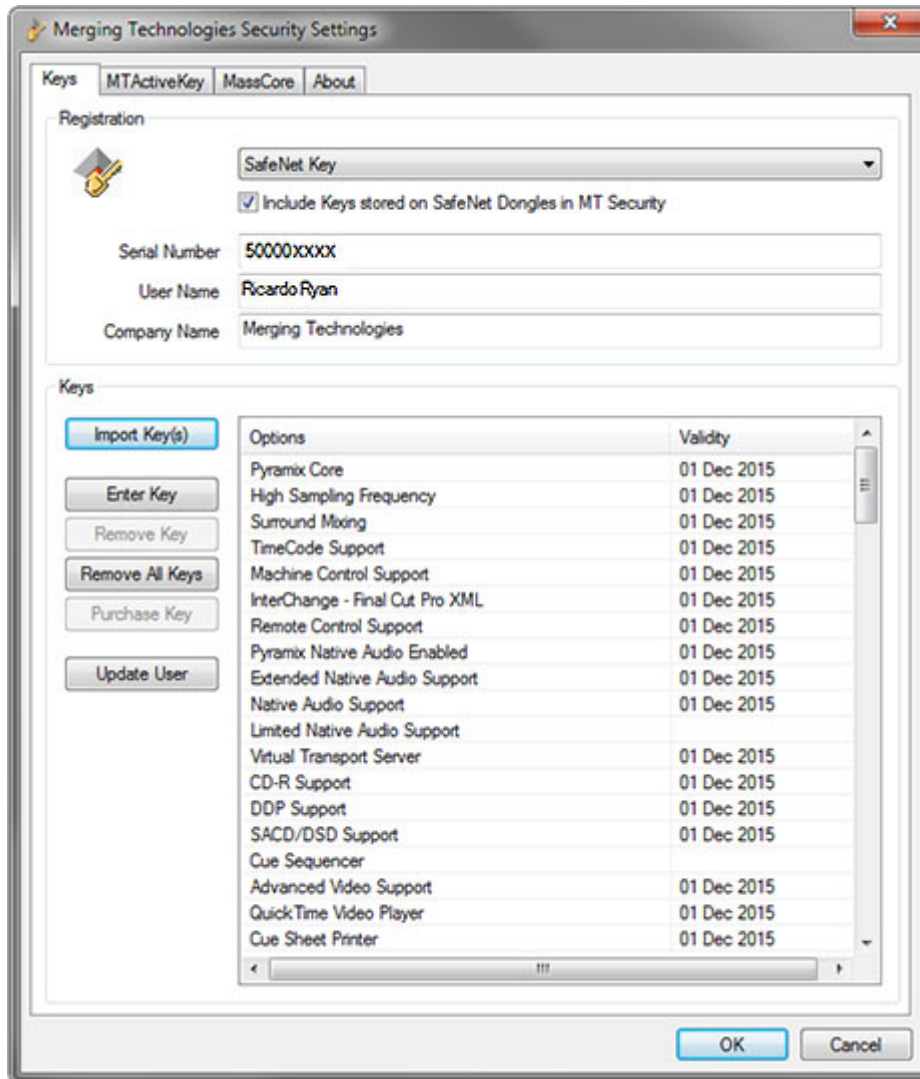 Merging Technologies Security Settings
Keys MTActiveKey MassCore About
Registration
SafeNet Key
Include Keys stored on SafeNet Dongles in MT Security
Serial Number 50000XXXX
User Name Ricardo Ryan
Company Name Merging Technologies
Keys
Import Key(s)
Enter Key
Remove Key
Remove All Keys
Purchase Key
Update User
Options Validity
Pyramix Core 01 Dec 2015
High Sampling Frequency 01 Dec 2015
Surround Mixing 01 Dec 2015
TimeCode Support 01 Dec 2015
Machine Control Support 01 Dec 2015
InterChange - Final Cut Pro XML 01 Dec 2015
Remote Control Support 01 Dec 2015
Pyramix Native Audio Enabled 01 Dec 2015
Extended Native Audio Support 01 Dec 2015
Native Audio Support 01 Dec 2015
Limited Native Audio Support
Virtual Transport Server 01 Dec 2015
CD-R Support 01 Dec 2015
DDP Support 01 Dec 2015
SACD/DSD Support 01 Dec 2015
Cue Sequencer
Advanced Video Support 01 Dec 2015
QuickTime Video Player 01 Dec 2015
Cue Sheet Printer 01 Dec 2015
OK Cancel